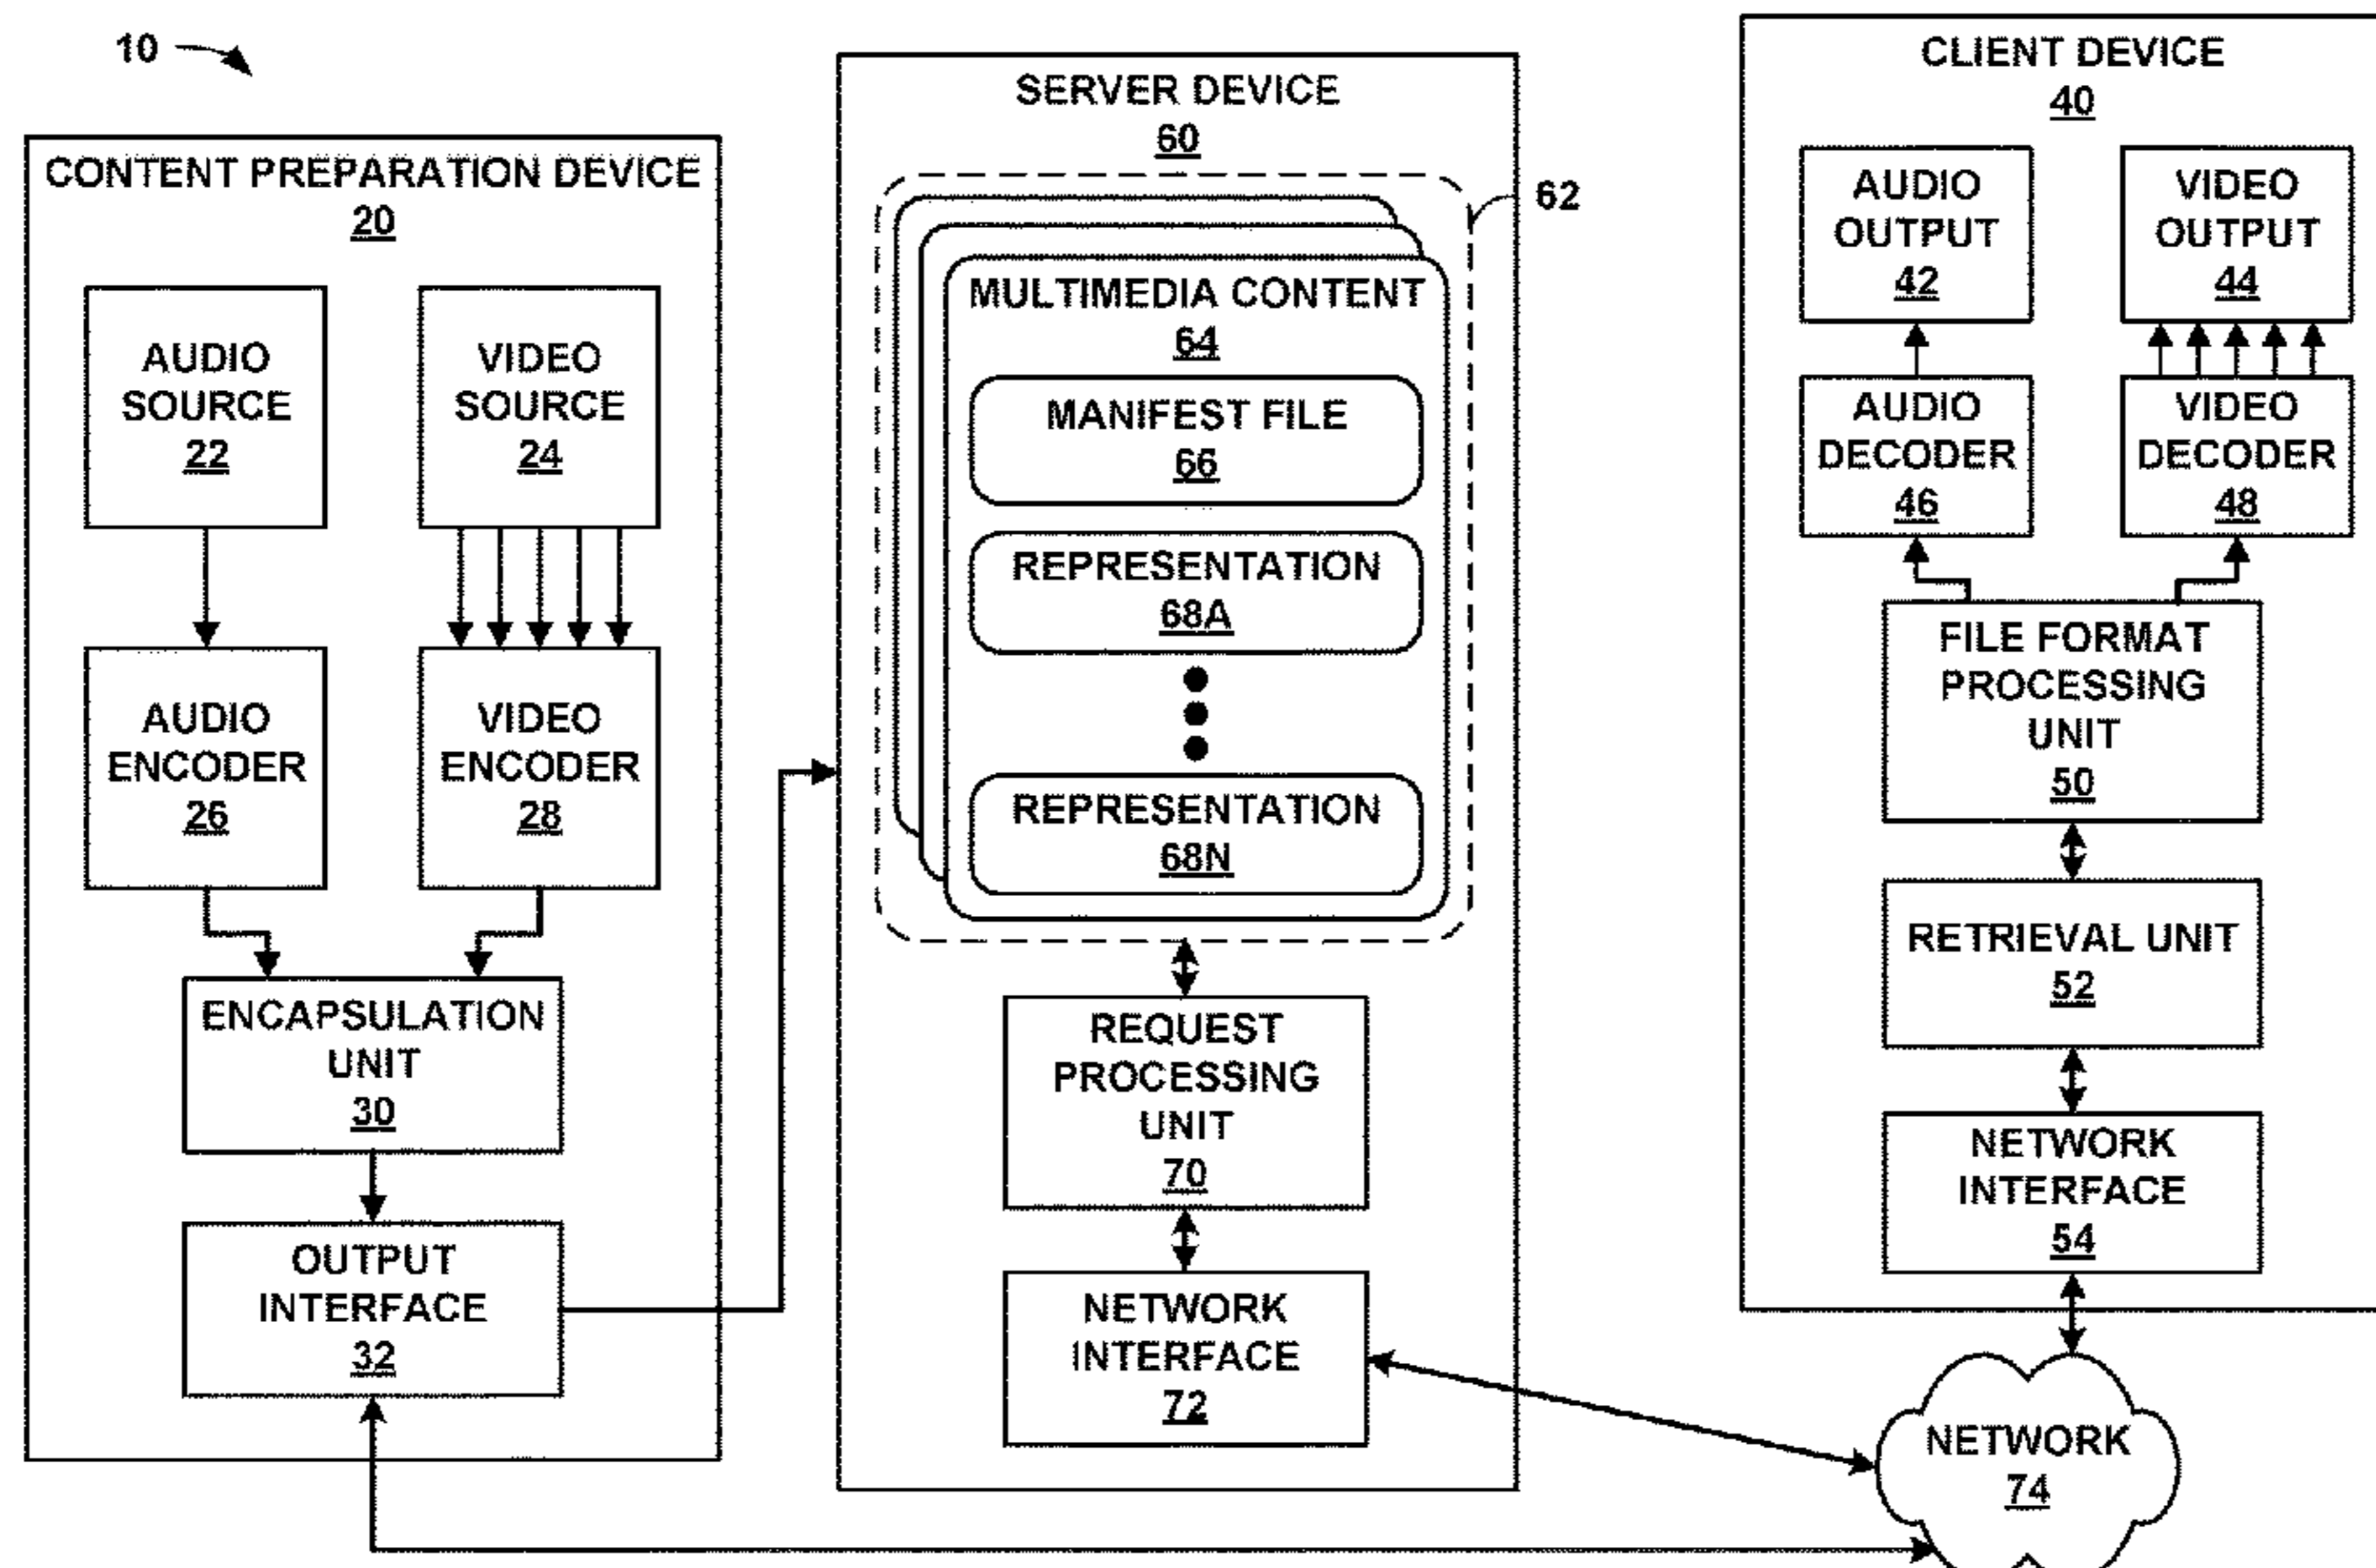 10
CONTENT PREPARATION DEVICE
20
AUDIO
SOURCE
22
VIDEO
SOURCE
24
AUDIO
ENCODER
26
VIDEO
ENCODER
28
ENCAPSULATION
UNIT
30
OUTPUT
INTERFACE
32
SERVER DEVICE
60
62
MULTIMEDIA CONTENT
64
MANIFEST FILE
66
REPRESENTATION
68A
REPRESENTATION
68N
REQUEST
PROCESSING
UNIT
70
NETWORK
INTERFACE
72
CLIENT DEVICE
40
AUDIO
OUTPUT
42
VIDEO
OUTPUT
44
AUDIO
DECODER
46
VIDEO
DECODER
48
FILE FORMAT
PROCESSING
UNIT
50
RETRIEVAL UNIT
52
NETWORK
INTERFACE
54
NETWORK
74